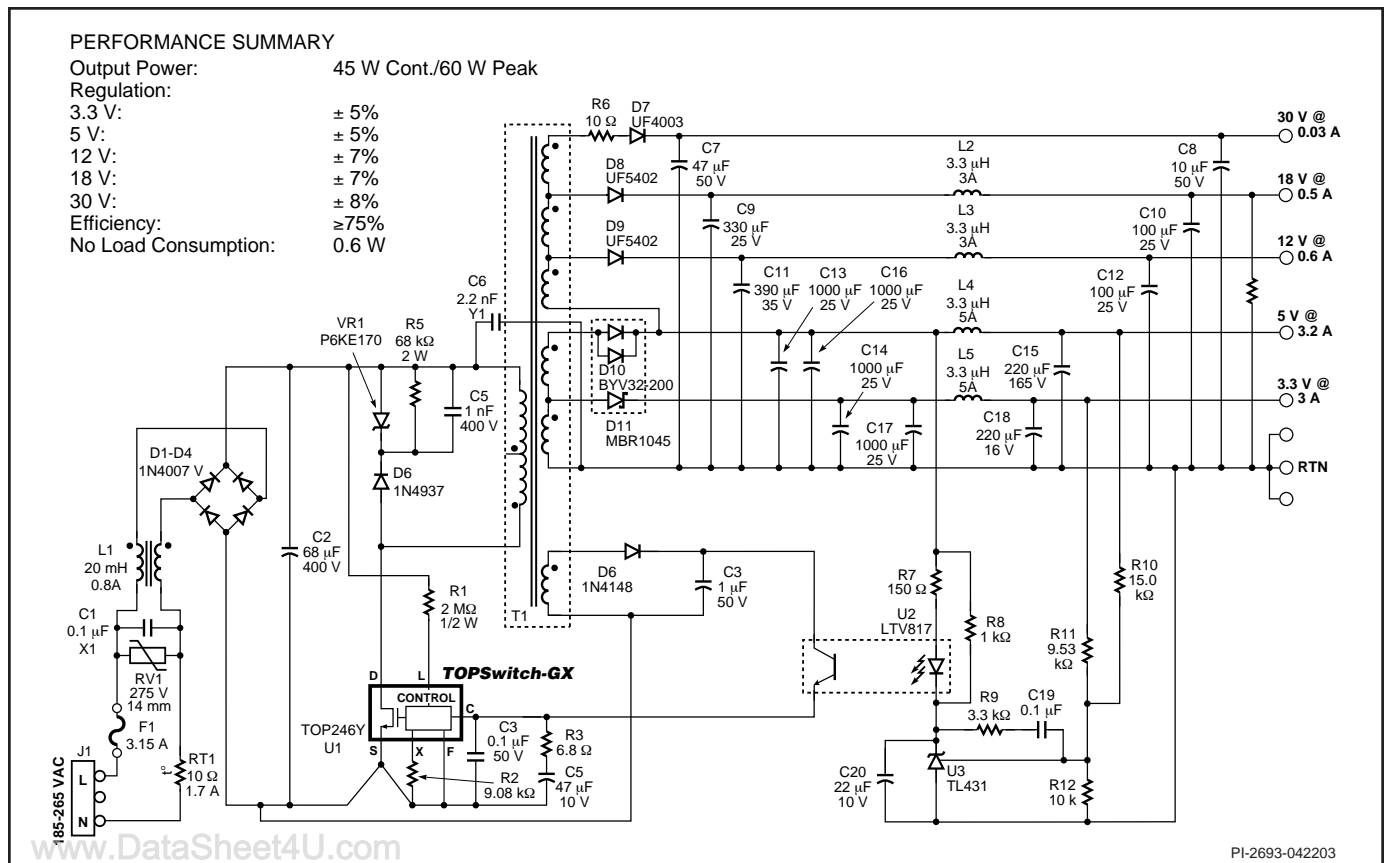 PERFORMANCE SUMMARY
Output Power: 45 W Cont./60 W Peak
Regulation:
3.3 V: ± 5%
5 V: ± 5%
12 V: ± 7%
18 V: ± 7%
30 V: ± 8%
Efficiency: ≥75%
No Load Consumption: 0.6 W
R6
10 Ω
D7
UF4003
C7
47 µF
50 V
L2
3.3 µH
3A
C8
10 µF
50 V
30 V @
0.03 A
D8
UF5402
C9
330 µF
25 V
18 V @
0.5 A
D9
UF5402
L3
3.3 µH
3A
C10
100 µF
25 V
12 V @
0.6 A
C11
390 µF
35 V
C13
1000 µF
25 V
C16
1000 µF
25 V
L4
3.3 µH
5A
C12
100 µF
25 V
5 V @
3.2 A
C6
2.2 nF
Y1
VR1
P6KE170
R5
68 kΩ
2 W
C5
1 nF
400 V
D10
BYV32-200
C14
1000 µF
25 V
L5
3.3 µH
5A
C15
220 µF
165 V
3.3 V @
3 A
D11
MBR1045
C17
1000 µF
25 V
C18
220 µF
16 V
RTN
D1-D4
1N4007 V
D6
1N4937
C2
68 µF
400 V
L1
20 mH
0.8A
C1
0.1 µF
X1
RV1
275 V
14 mm
F1
3.15 A
J1
L
N
185-265 VAC
RT1
10 Ω
1.7 A
t°
R1
2 MΩ
1/2 W
T1
D6
1N4148
C3
1 µF
50 V
R7
150 Ω
U2
LTV817
R8
1 kΩ
R10
15.0
kΩ
R11
9.53
kΩ
TOPSwitch-GX
D
L
CONTROL
C
S
X
F
TOP246Y
U1
C3
0.1 µF
50 V
R3
6.8 Ω
R2
9.08 kΩ
C5
47 µF
10 V
R9
3.3 kΩ
C19
0.1 µF
C20
22 µF
10 V
U3
TL431
R12
10 k
www.DataSheet4U.com
PI-2693-042203